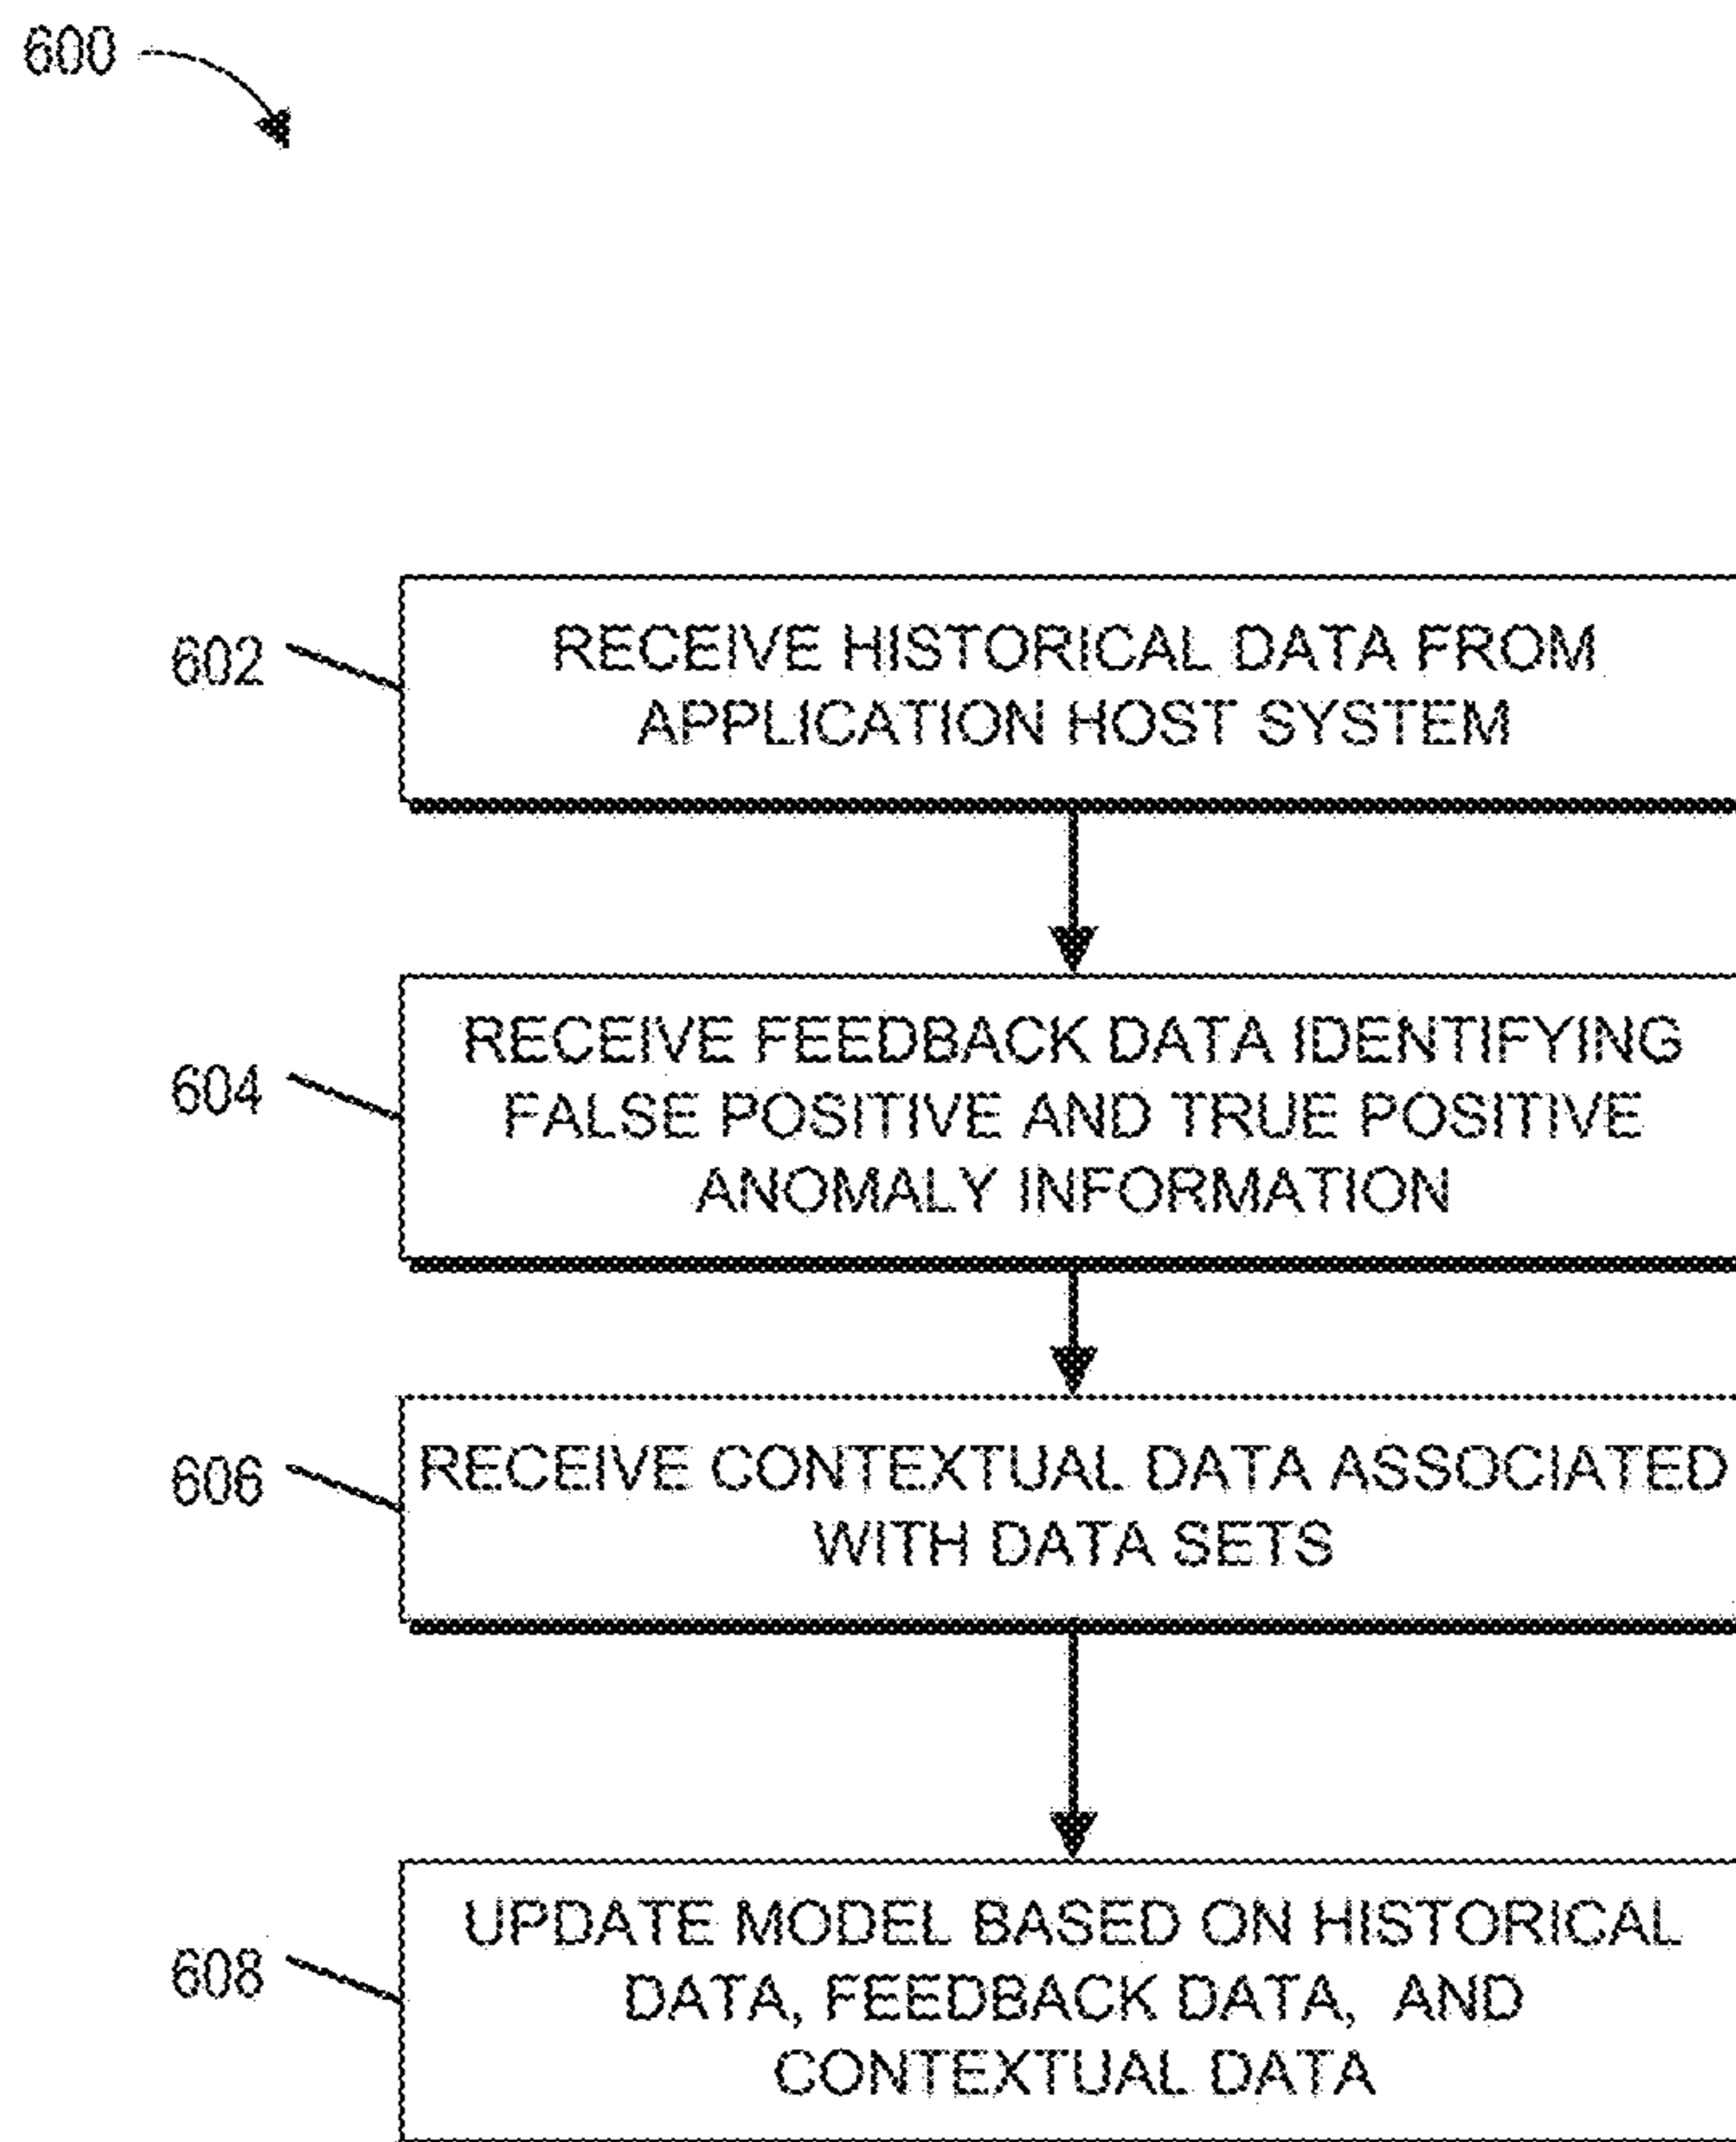 600
602
RECEIVE HISTORICAL DATA FROM
APPLICATION HOST SYSTEM
604
RECEIVE FEEDBACK DATA IDENTIFYING
FALSE POSITIVE AND TRUE POSITIVE
ANOMALY INFORMATION
606
RECEIVE CONTEXTUAL DATA ASSOCIATED
WITH DATA SETS
608
UPDATE MODEL BASED ON HISTORICAL
DATA, FEEDBACK DATA, AND
CONTEXTUAL DATA